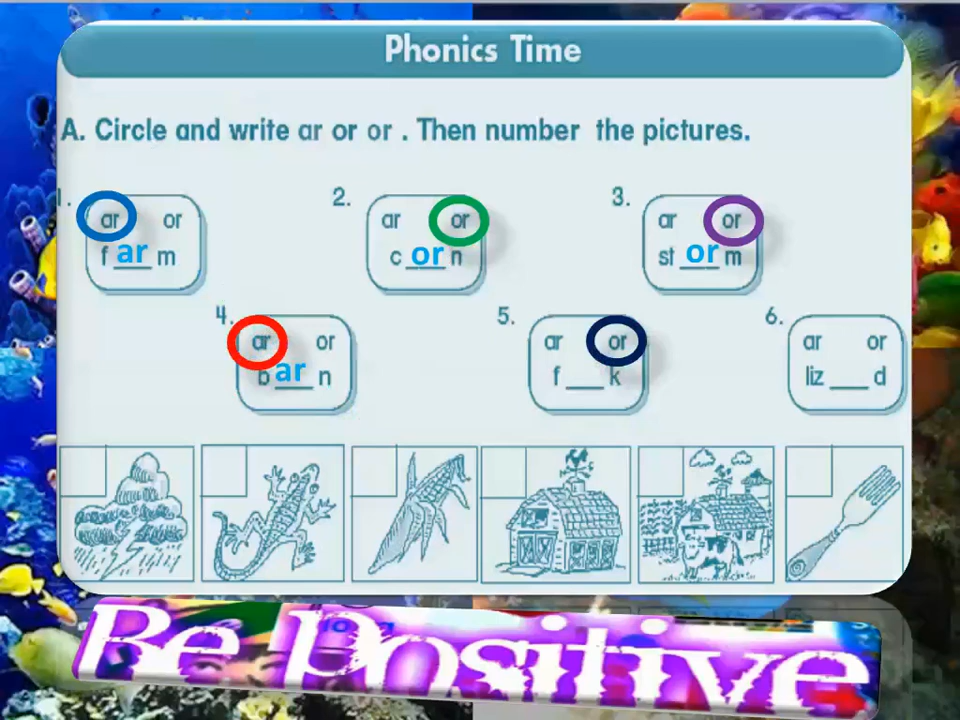 Phonics Time
A. Circle and write ar or or . Then number the pictures.
1. 2. 3.
ar or ar or ar or
f ar m c or n st or m
4. 5. 6.
ar or ar or ar or
b ar n f ___ k liz ___ d
Be Positive